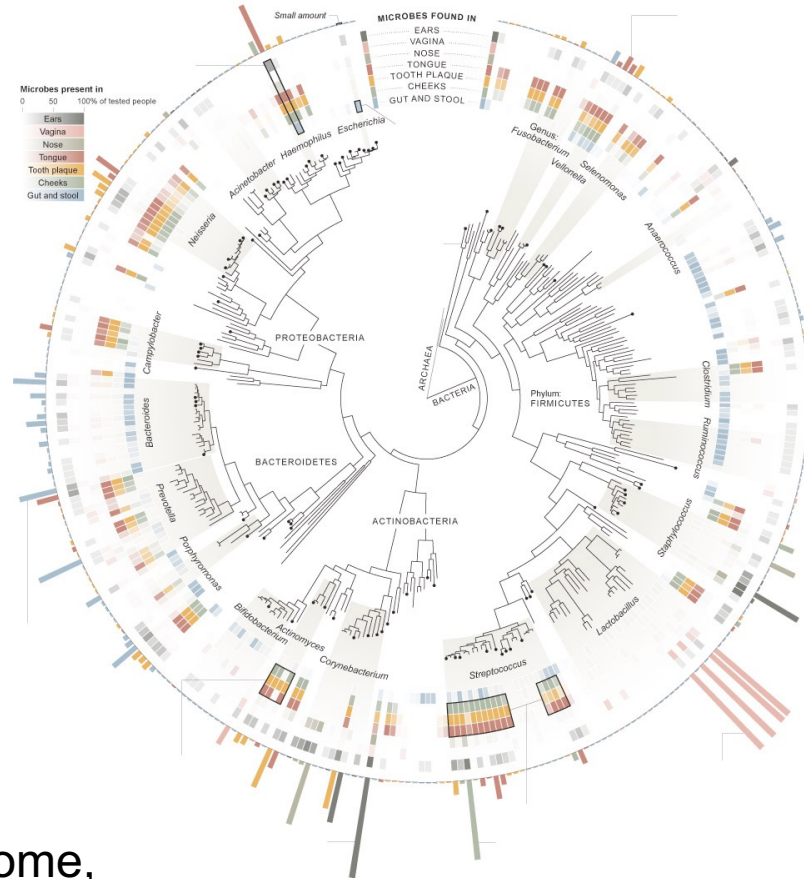 Small amount
MICROBES FOUND IN
EARS
VAGINA
NOSE
TONGUE
TOOTH PLAQUE
CHEEKS
GUT AND STOOL
Microbes present in
0 50 100% of tested people
Ears
Vagina
Nose
Tongue
Tooth plaque
Cheeks
Gut and stool
Acinetobacter
Haemophilus
Escherichia
Genus:
Fusobacterium
Vellonella
Selenomonas
Anaerococcus
Neisseria
PROTEOBACTERIA
Campylobacter
ARCHAEA
BACTERIA
Phylum:
FIRMICUTES
Clostridium
Ruminococcus
Bacteroides
BACTEROIDETES
Prevotella
ACTINOBACTERIA
Staphylococcus
Porphyromonas
Lactobacillus
Bifidobacterium
Actinomyces
Corynebacterium
Streptococcus
ome,